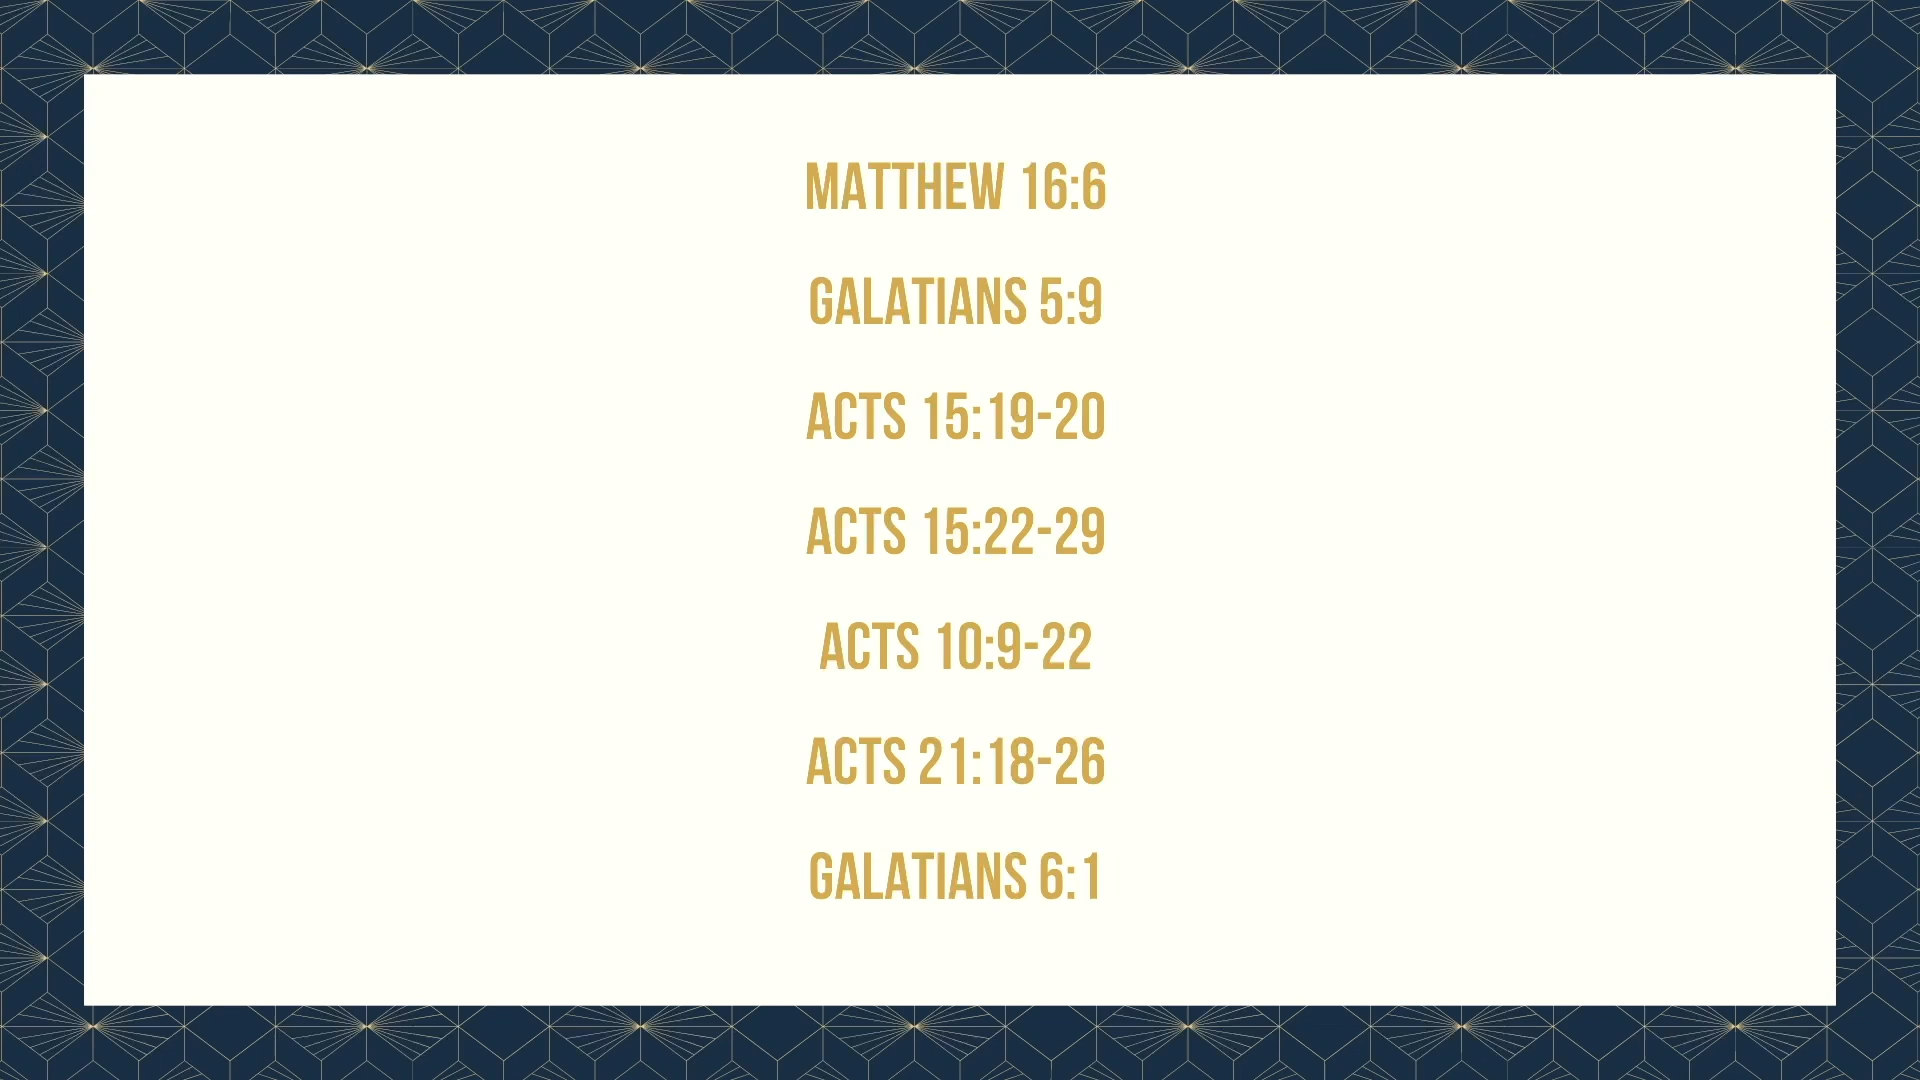 MATTHEW 16:6
GALATIANS 5:9
ACTS 15:19-20
ACTS 15:22-29
ACTS 10:9-22
ACTS 21:18-26
GALATIANS 6:1